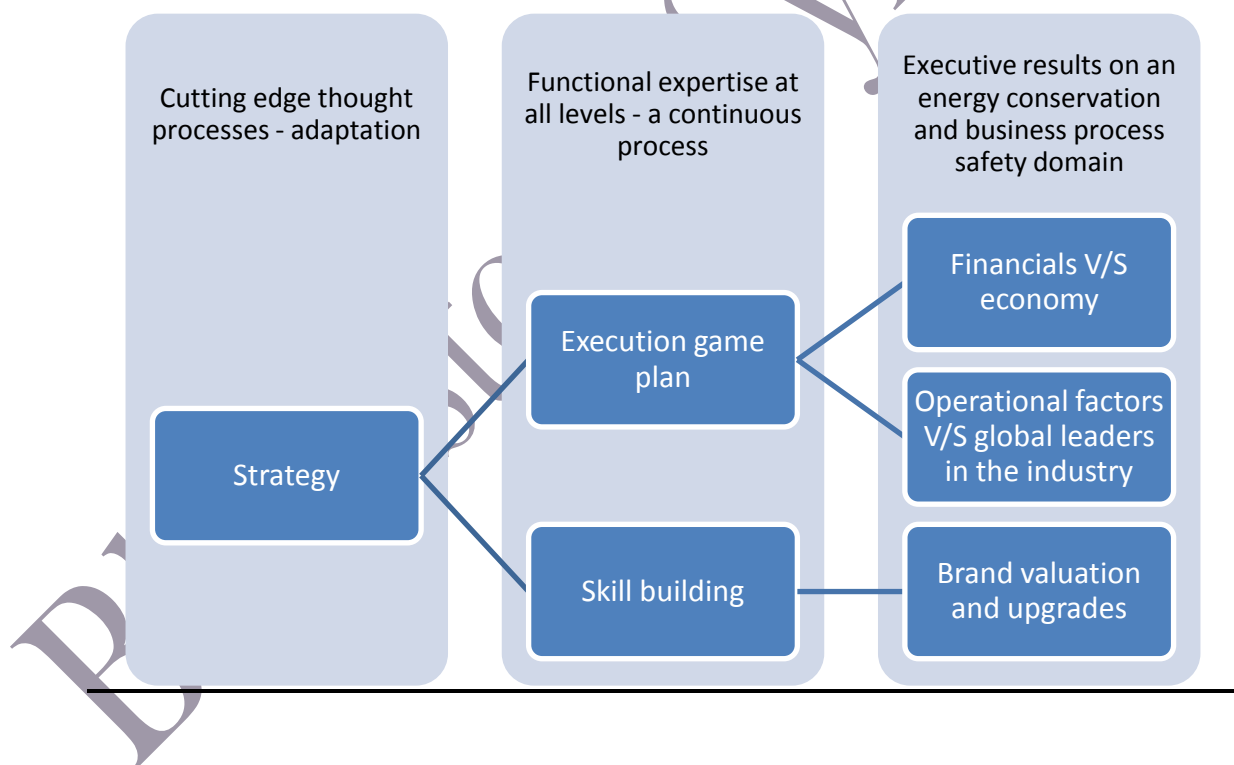 Cutting edge thought
processes - adaptation
Strategy
Functional expertise at
all levels - a continuous
process
Execution game
plan
Skill building
Executive results on an
energy conservation
and business process
safety domain
Financials V/S
economy
Operational factors
V/S global leaders
in the industry
Brand valuation
and upgrades